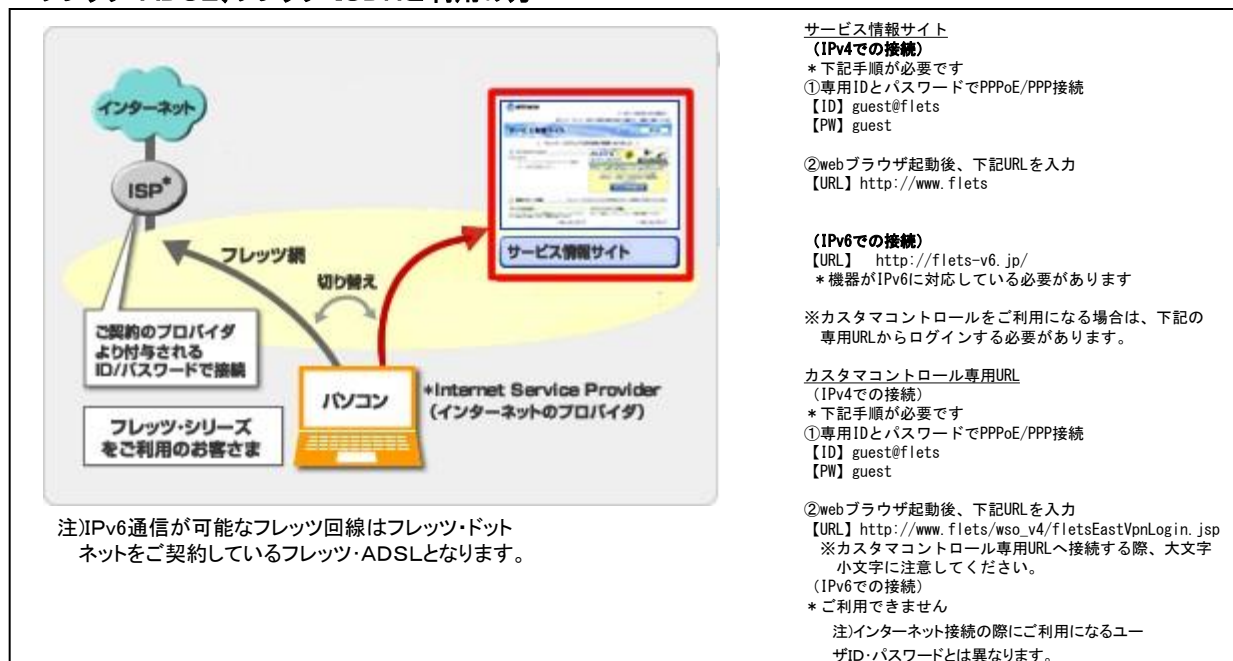 インターネット
ISP*
フレッツ網
切り替え
サービス情報サイト
サービス情報サイト
ご契約のプロバイダ
より付与される
ID/パスワードで接続
パソコン
*Internet Service Provider
(インターネットのプロバイダ)
フレッツ・シリーズ
をご利用のお客さま
注)IPv6通信が可能なフレッツ回線はフレッツ・ドット
ネットをご契約しているフレッツ・ADSLとなります。
サービス情報サイト
(IPv4での接続)
*下記手順が必要です
①専用IDとパスワードでPPPoE/PPP接続
【ID】guest@flets
【PW】guest
②webブラウザ起動後、下記URLを入力
【URL】http://www.flets
(IPv6での接続)
【URL】 http://flets-v6.jp/
*機器がIPv6に対応している必要があります
※カスタマコントロールをご利用になる場合は、下記の
専用URLからログインする必要があります。
カスタマコントロール専用URL
(IPv4での接続)
*下記手順が必要です
①専用IDとパスワードでPPPoE/PPP接続
【ID】guest@flets
【PW】guest
②webブラウザ起動後、下記URLを入力
【URL】http://www.flets/wso_v4/fletsEastVpnLogin.jsp
※カスタマコントロール専用URLへ接続する際、大文字
小文字に注意してください。
(IPv6での接続)
*ご利用できません
注)インターネット接続の際にご利用になるユー
ザID・パスワードとは異なります。